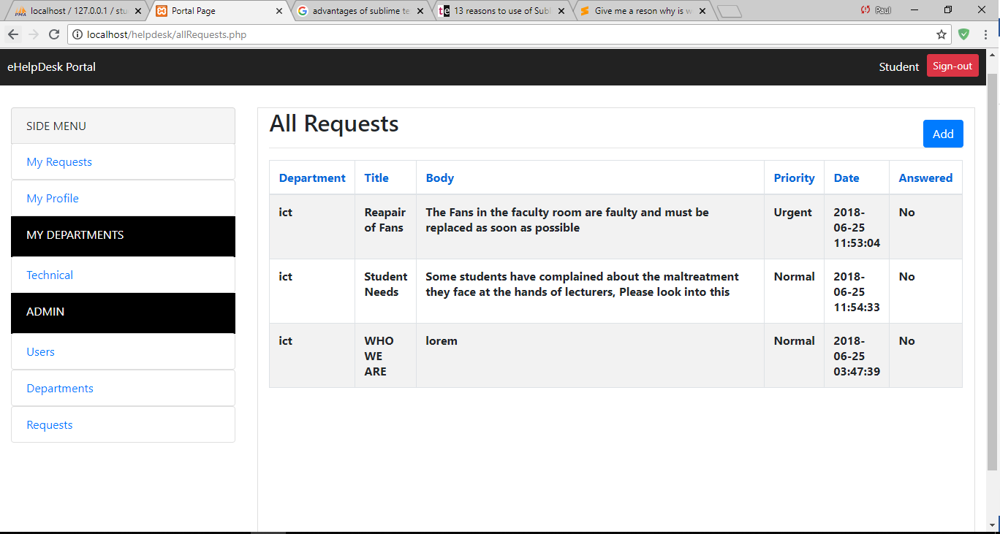 localhost / 127.0.0.1 / stu
Portal Page
advantages of sublime te
13 reasons to use of Subl
Give me a reson why is w
Paul
localhost/helpdesk/allRequests.php
eHelpDesk Portal
Student
Sign-out
SIDE MENU
My Requests
My Profile
MY DEPARTMENTS
Technical
ADMIN
Users
Departments
Requests
All Requests
Add
Department Title Body Priority Date Answered
ict
Reapair
of Fans
The Fans in the faculty room are faulty and must be
replaced as soon as possible
Urgent
2018-
06-25
11:53:04
No
ict
Student
Needs
Some students have complained about the maltreatment
they face at the hands of lecturers, Please look into this
Normal
2018-
06-25
11:54:33
No
ict
WHO
WE
ARE
lorem
Normal
2018-
06-25
03:47:39
No